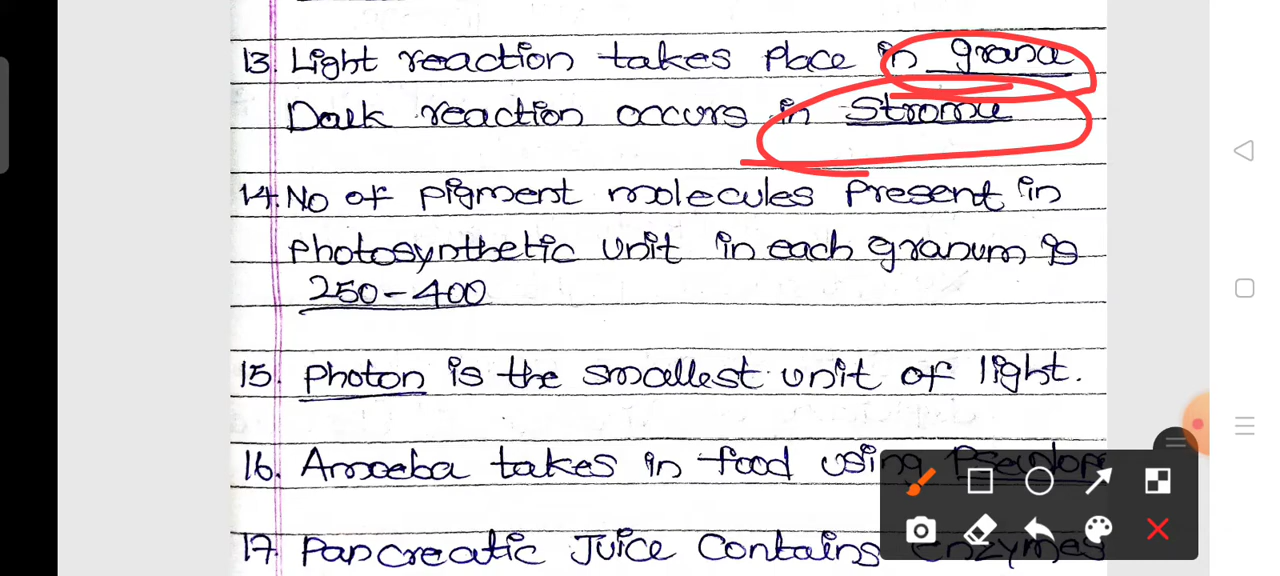 13. Light reaction takes place in grana
Dark reaction occurs in Stroma
14. No of pigment molecules present in
photosynthetic unit in each granum is
250-400
15. Photon is the smallest unit of light.
16. Amoeba takes in food using
17. Pancreatic Juice Contains enzymes